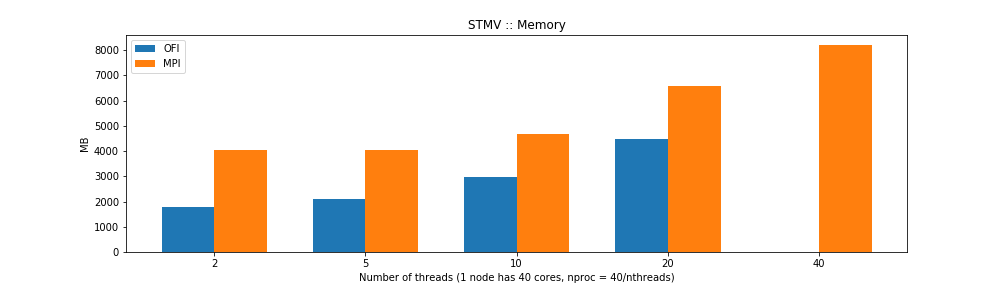 STMV :: Memory
OFI
MPI
8000
7000
6000
5000
4000
3000
2000
1000
0
MB
2 5 10 20 40
Number of threads (1 node has 40 cores, nproc = 40/nthreads)